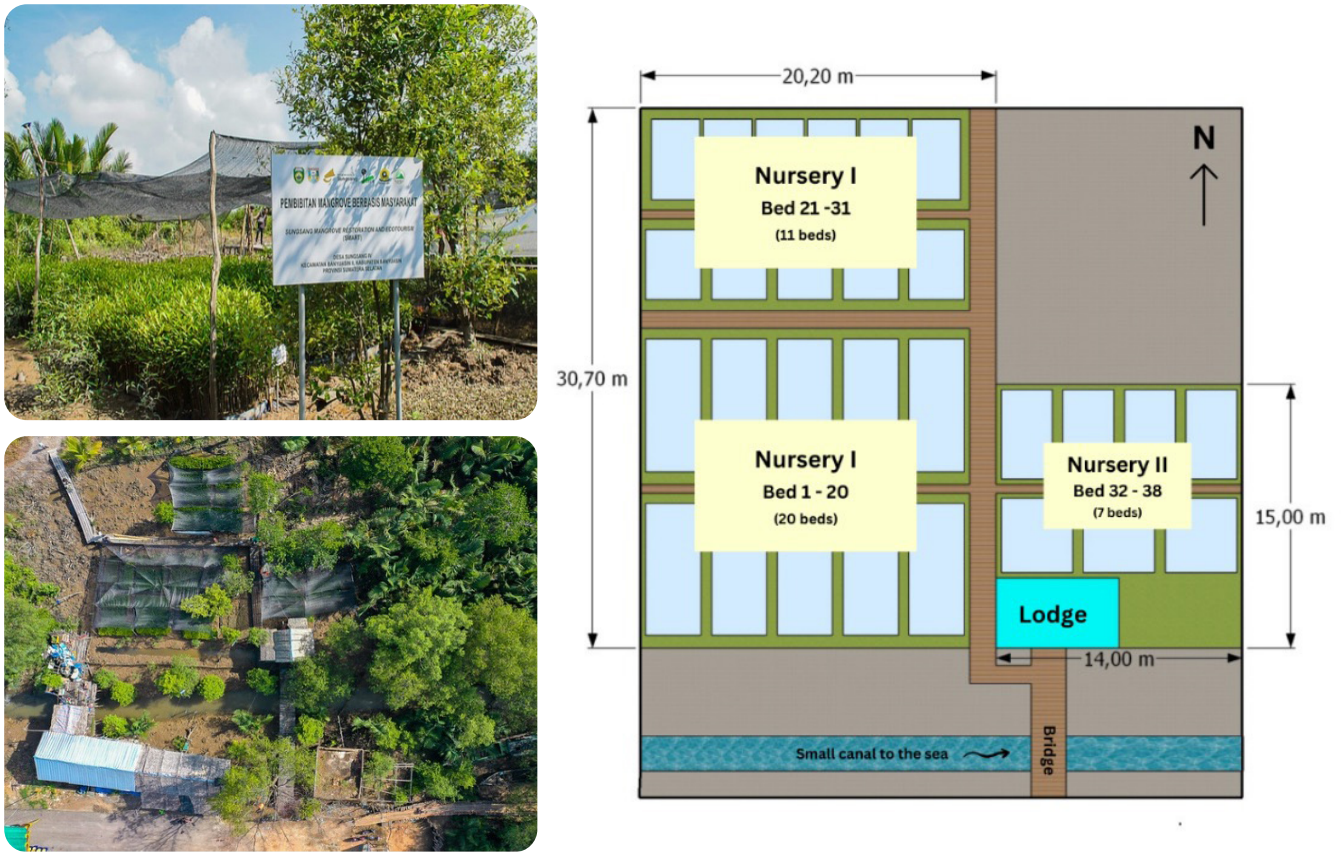 PEMBIBITAN MANGROVE BERBASIS MASYARAKAT
SUNGSANG MANGROVE RESTORATION AND ECOTOURISM
(SMART)
DESA SUNGSANG IV
KECAMATAN BANYUASIN II, KABUPATEN BANYUASIN
PROVINSI SUMATERA SELATAN
20,20 m
N
Nursery I
Bed 21 -31
(11 beds)
30,70 m
Nursery I
Bed 1 - 20
(20 beds)
Nursery II
Bed 32 - 38
(7 beds)
15,00 m
Lodge
14,00 m
Small canal to the sea
Bridge